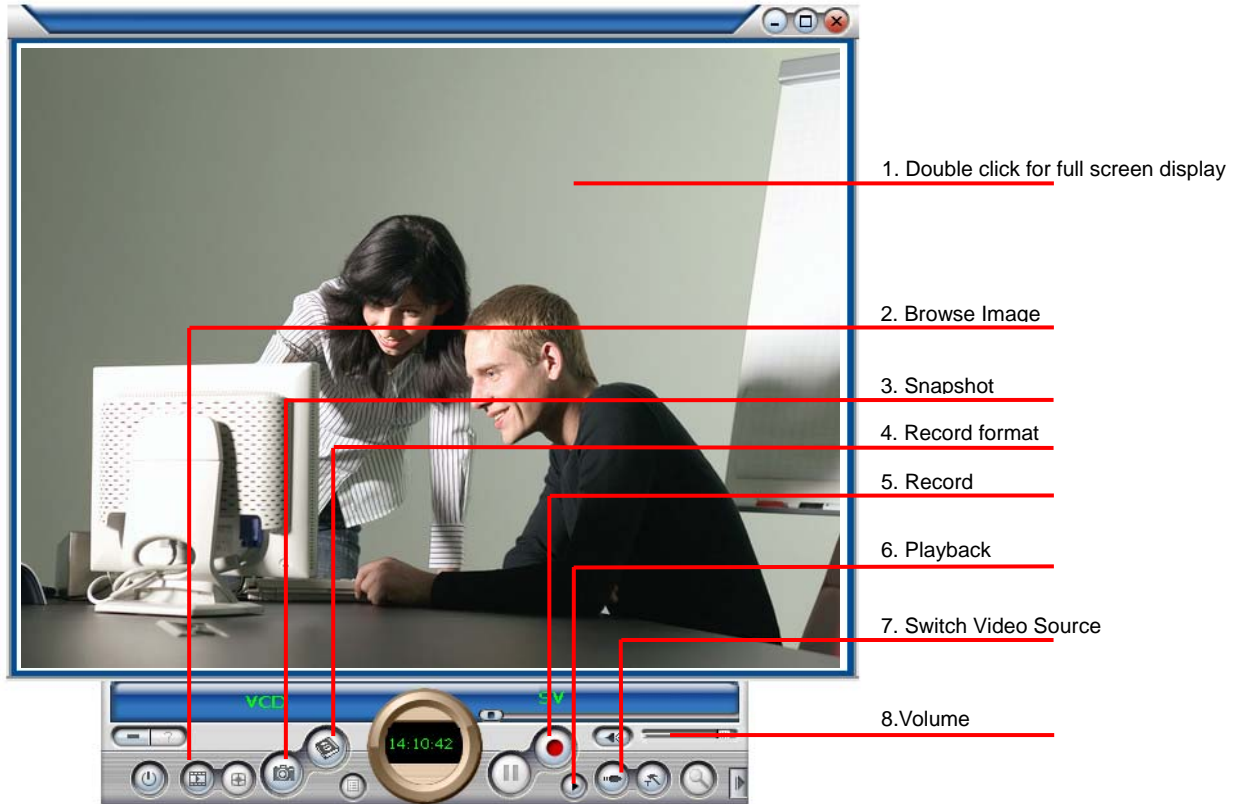 1. Double click for full screen display
2. Browse Image
3. Snapshot
4. Record format
5. Record
6. Playback
7. Switch Video Source
VCD
SV
8.Volume
?
14:10:42